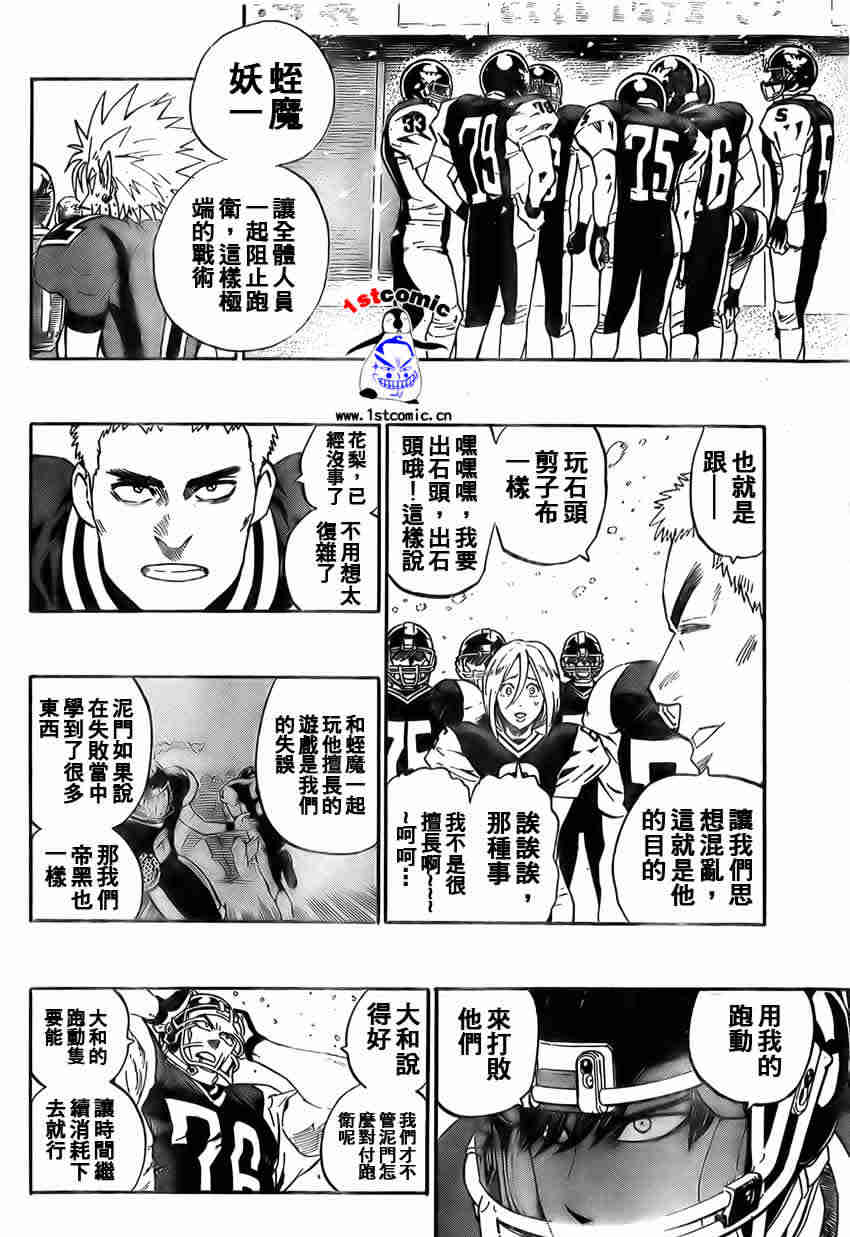 蛭魔
妖一
讓全體人員
一起阻止跑
衛，這樣極
端的戰術
33
79
75
76
S
1stcomic
www.1stcomic.cn
也就是
跟——
玩石頭
剪子布
一樣
嘿嘿嘿，我要
出石頭，出石
頭哦！這樣說
讓我們思
想混亂，
這就是他
的目的
誒誒誒，
那種事
我不是很
擅長啊~~~~
~呵呵…
75
花梨，已
經沒事了
不用想太
復雜了
和蛭魔一起
玩他擅長的
遊戲是我們
的失誤
泥門如果說
在失敗當中
學到了很多
東西
那我們
帝黑也
一樣
用我的
跑動
來打敗
他們
大和說
得好
我們才不
管泥門怎
麼對付跑
衛呢
大和的
跑動隻
要能
讓時間繼
續消耗下
去就行
76